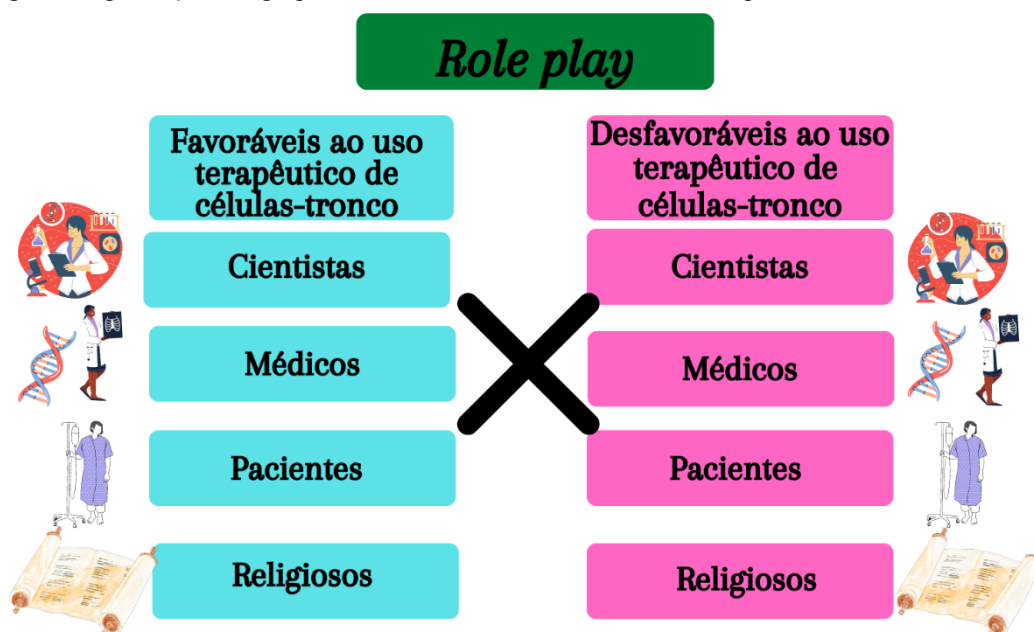 Role play
Favoráveis ao uso
terapêutico de
células-tronco
Desfavoráveis ao uso
terapêutico de
células-tronco
Cientistas
Cientistas
Médicos
Médicos
Pacientes
Pacientes
Religiosos
Religiosos